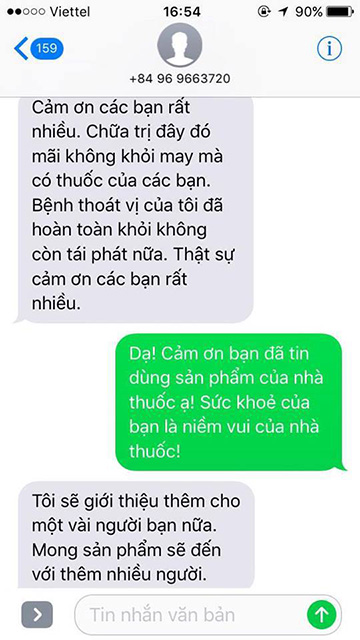 Viettel 16:54 90%
159
+84 96 9663720
Cảm ơn các bạn rất
nhiều. Chữa trị đây đó
mãi không khỏi may mà
có thuốc của các bạn.
Bệnh thoát vị của tôi đã
hoàn toàn khỏi không
còn tái phát nữa. Thật sự
cảm ơn các bạn rất
nhiều.
Dạ! Cảm ơn bạn đã tin
dùng sản phẩm của nhà
thuốc ạ! Sức khoẻ của
bạn là niềm vui của nhà
thuốc!
Tôi sẽ giới thiệu thêm cho
một vài người bạn nữa.
Mong sản phẩm sẽ đến
với thêm nhiều người.
Tin nhắn văn bản